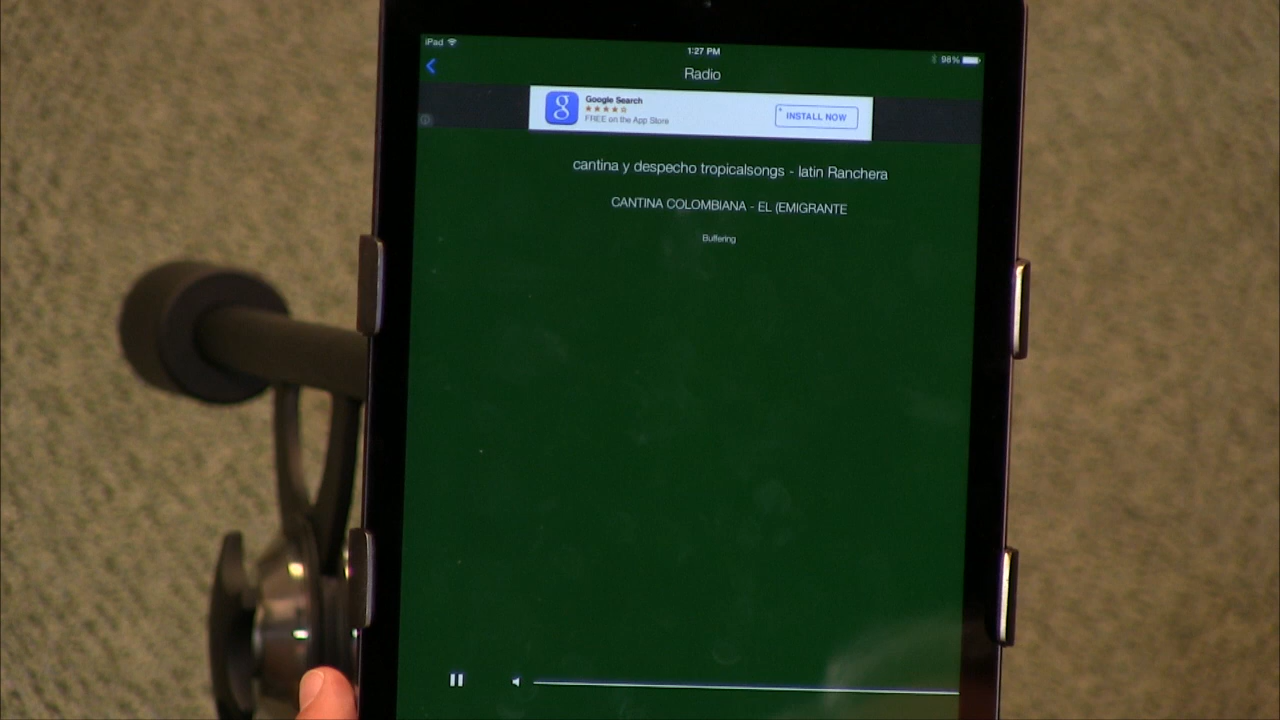 iPad
1:27 PM
98%
Radio
g
Google Search
FREE on the App Store
INSTALL NOW
cantina y despecho tropicalsongs - latin Ranchera
CANTINA COLOMBIANA - EL (EMIGRANTE
Buffering